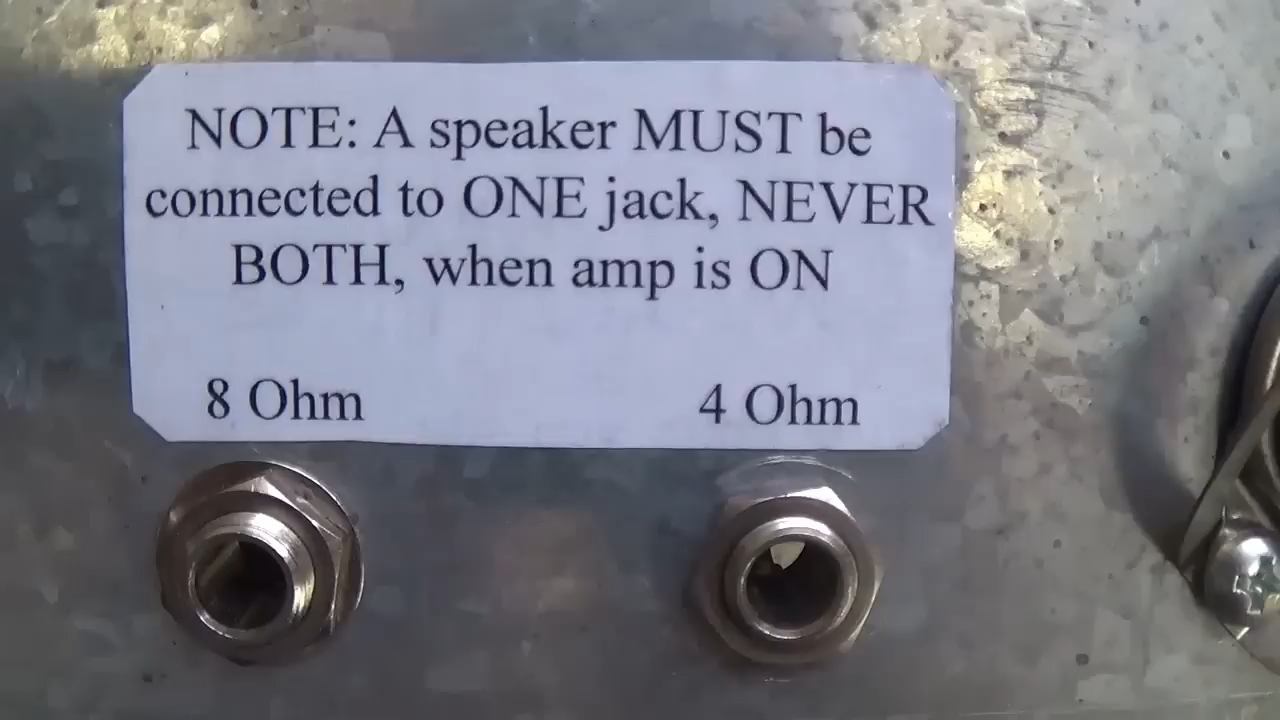 NOTE: A speaker MUST be
connected to ONE jack, NEVER
BOTH, when amp is ON
8 Ohm 4 Ohm